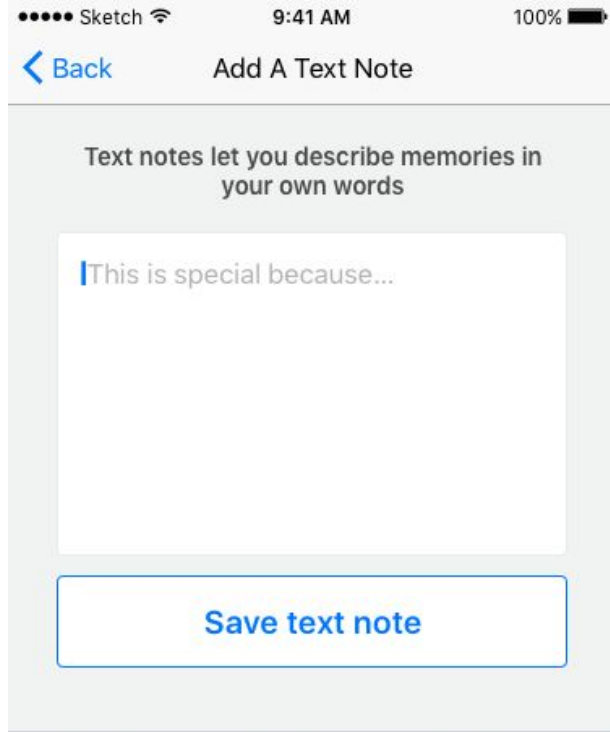 Sketch 9:41 AM 100%
Back Add A Text Note
Text notes let you describe memories in
your own words
This is special because...
Save text note